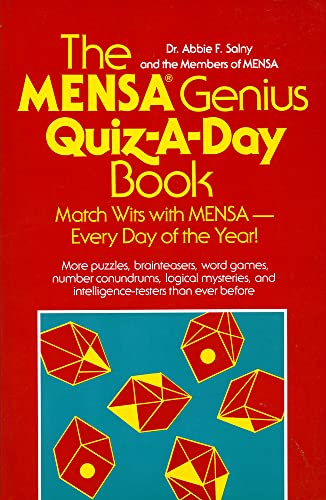 Dr. Abbie F. Salny
and the Members of MENSA
The
MENSA® Genius
Quiz-A-Day
Book
Match Wits with MENSA —
Every Day of the Year!
More puzzles, brainteasers, word games,
number conundrums, logical mysteries, and
intelligence-testers than ever before